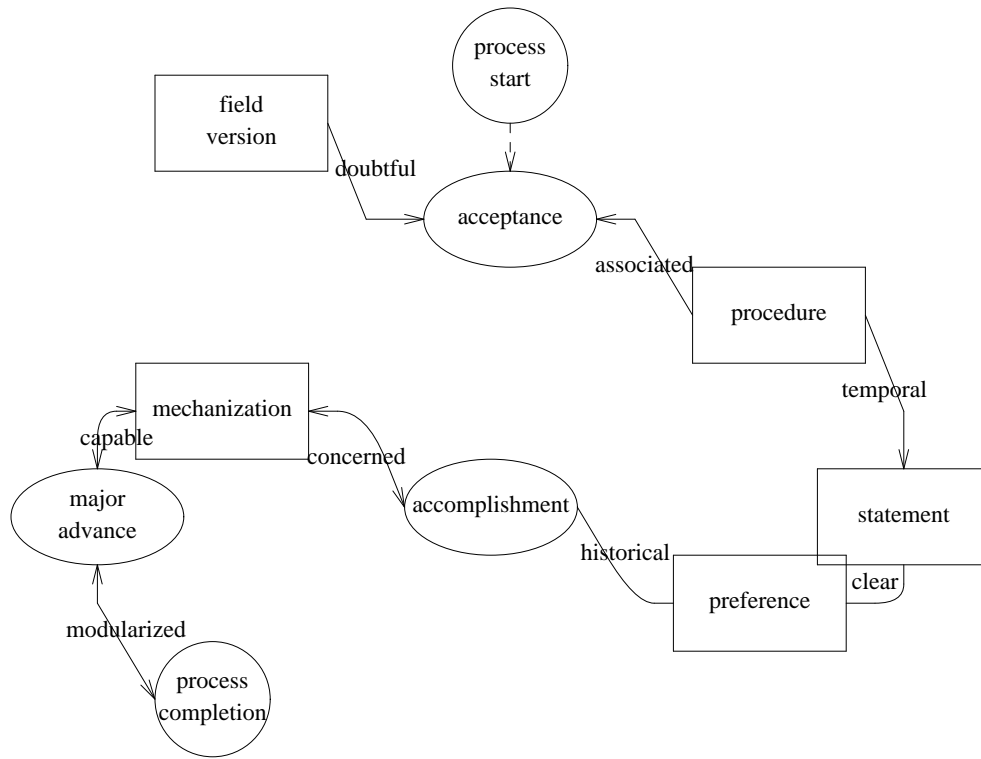 process
start
field
version
doubtful
acceptance
associated
procedure
temporal
mechanization
capable
concerned
major
advance
accomplishment
statement
historical
clear
preference
modularized
process
completion